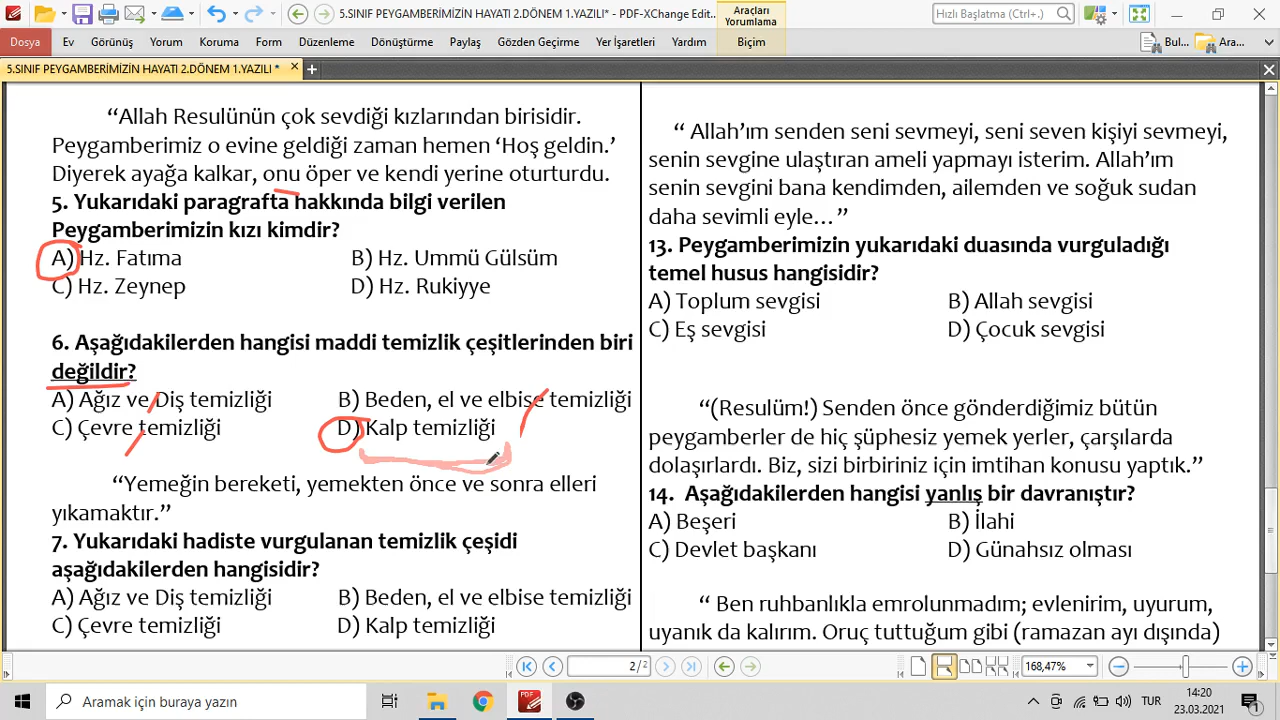 5.SINIF PEYGAMBERİMİZİN HAYATI 2.DÖNEM 1.YAZILI* - PDF-XChange Edit...
Araçları
Yorumlama
Hızlı Başlatma (Ctrl+.)
Dosya
Ev
Görünüş
Yorum
Koruma
Form
Düzenleme
Dönüştürme
Paylaş
Gözden Geçirme
Yer İşaretleri
Yardım
Biçim
Bul...
Ara...
5.SINIF PEYGAMBERİMİZİN HAYATI 2.DÖNEM 1.YAZILI *
“Allah Resulünün çok sevdiği kızlarından birisidir.
Peygamberimiz o evine geldiği zaman hemen ‘Hoş geldin.’
Diyerek ayağa kalkar, onu öper ve kendi yerine oturturdu.
5. Yukarıdaki paragrafta hakkında bilgi verilen
Peygamberimizin kızı kimdir?
A) Hz. Fatıma B) Hz. Ummü Gülsüm
C) Hz. Zeynep D) Hz. Rukiyye
6. Aşağıdakilerden hangisi maddi temizlik çeşitlerinden biri
değildir?
A) Ağız ve Diş temizliği B) Beden, el ve elbise temizliği
C) Çevre temizliği D) Kalp temizliği
“Yemeğin bereketi, yemekten önce ve sonra elleri
yıkamaktır.”
7. Yukarıdaki hadiste vurgulanan temizlik çeşidi
aşağıdakilerden hangisidir?
A) Ağız ve Diş temizliği B) Beden, el ve elbise temizliği
C) Çevre temizliği D) Kalp temizliği
“ Allah’ım senden seni sevmeyi, seni seven kişiyi sevmeyi,
senin sevgine ulaştıran ameli yapmayı isterim. Allah’ım
senin sevgini bana kendimden, ailemden ve soğuk sudan
daha sevimli eyle…”
13. Peygamberimizin yukarıdaki duasında vurguladığı
temel husus hangisidir?
A) Toplum sevgisi B) Allah sevgisi
C) Eş sevgisi D) Çocuk sevgisi
“(Resulüm!) Senden önce gönderdiğimiz bütün
peygamberler de hiç şüphesiz yemek yerler, çarşılarda
dolaşırlardı. Biz, sizi birbiriniz için imtihan konusu yaptık.”
14. Aşağıdakilerden hangisi yanlış bir davranıştır?
A) Beşeri B) İlahi
C) Devlet başkanı D) Günahsız olması
“ Ben ruhbanlıkla emrolunmadım; evlenirim, uyurum,
uyanık da kalırım. Oruç tuttuğum gibi (ramazan ayı dışında)
2/2
168,47%
Aramak için buraya yazın
PDF
TUR
14:20
23.03.2021
1